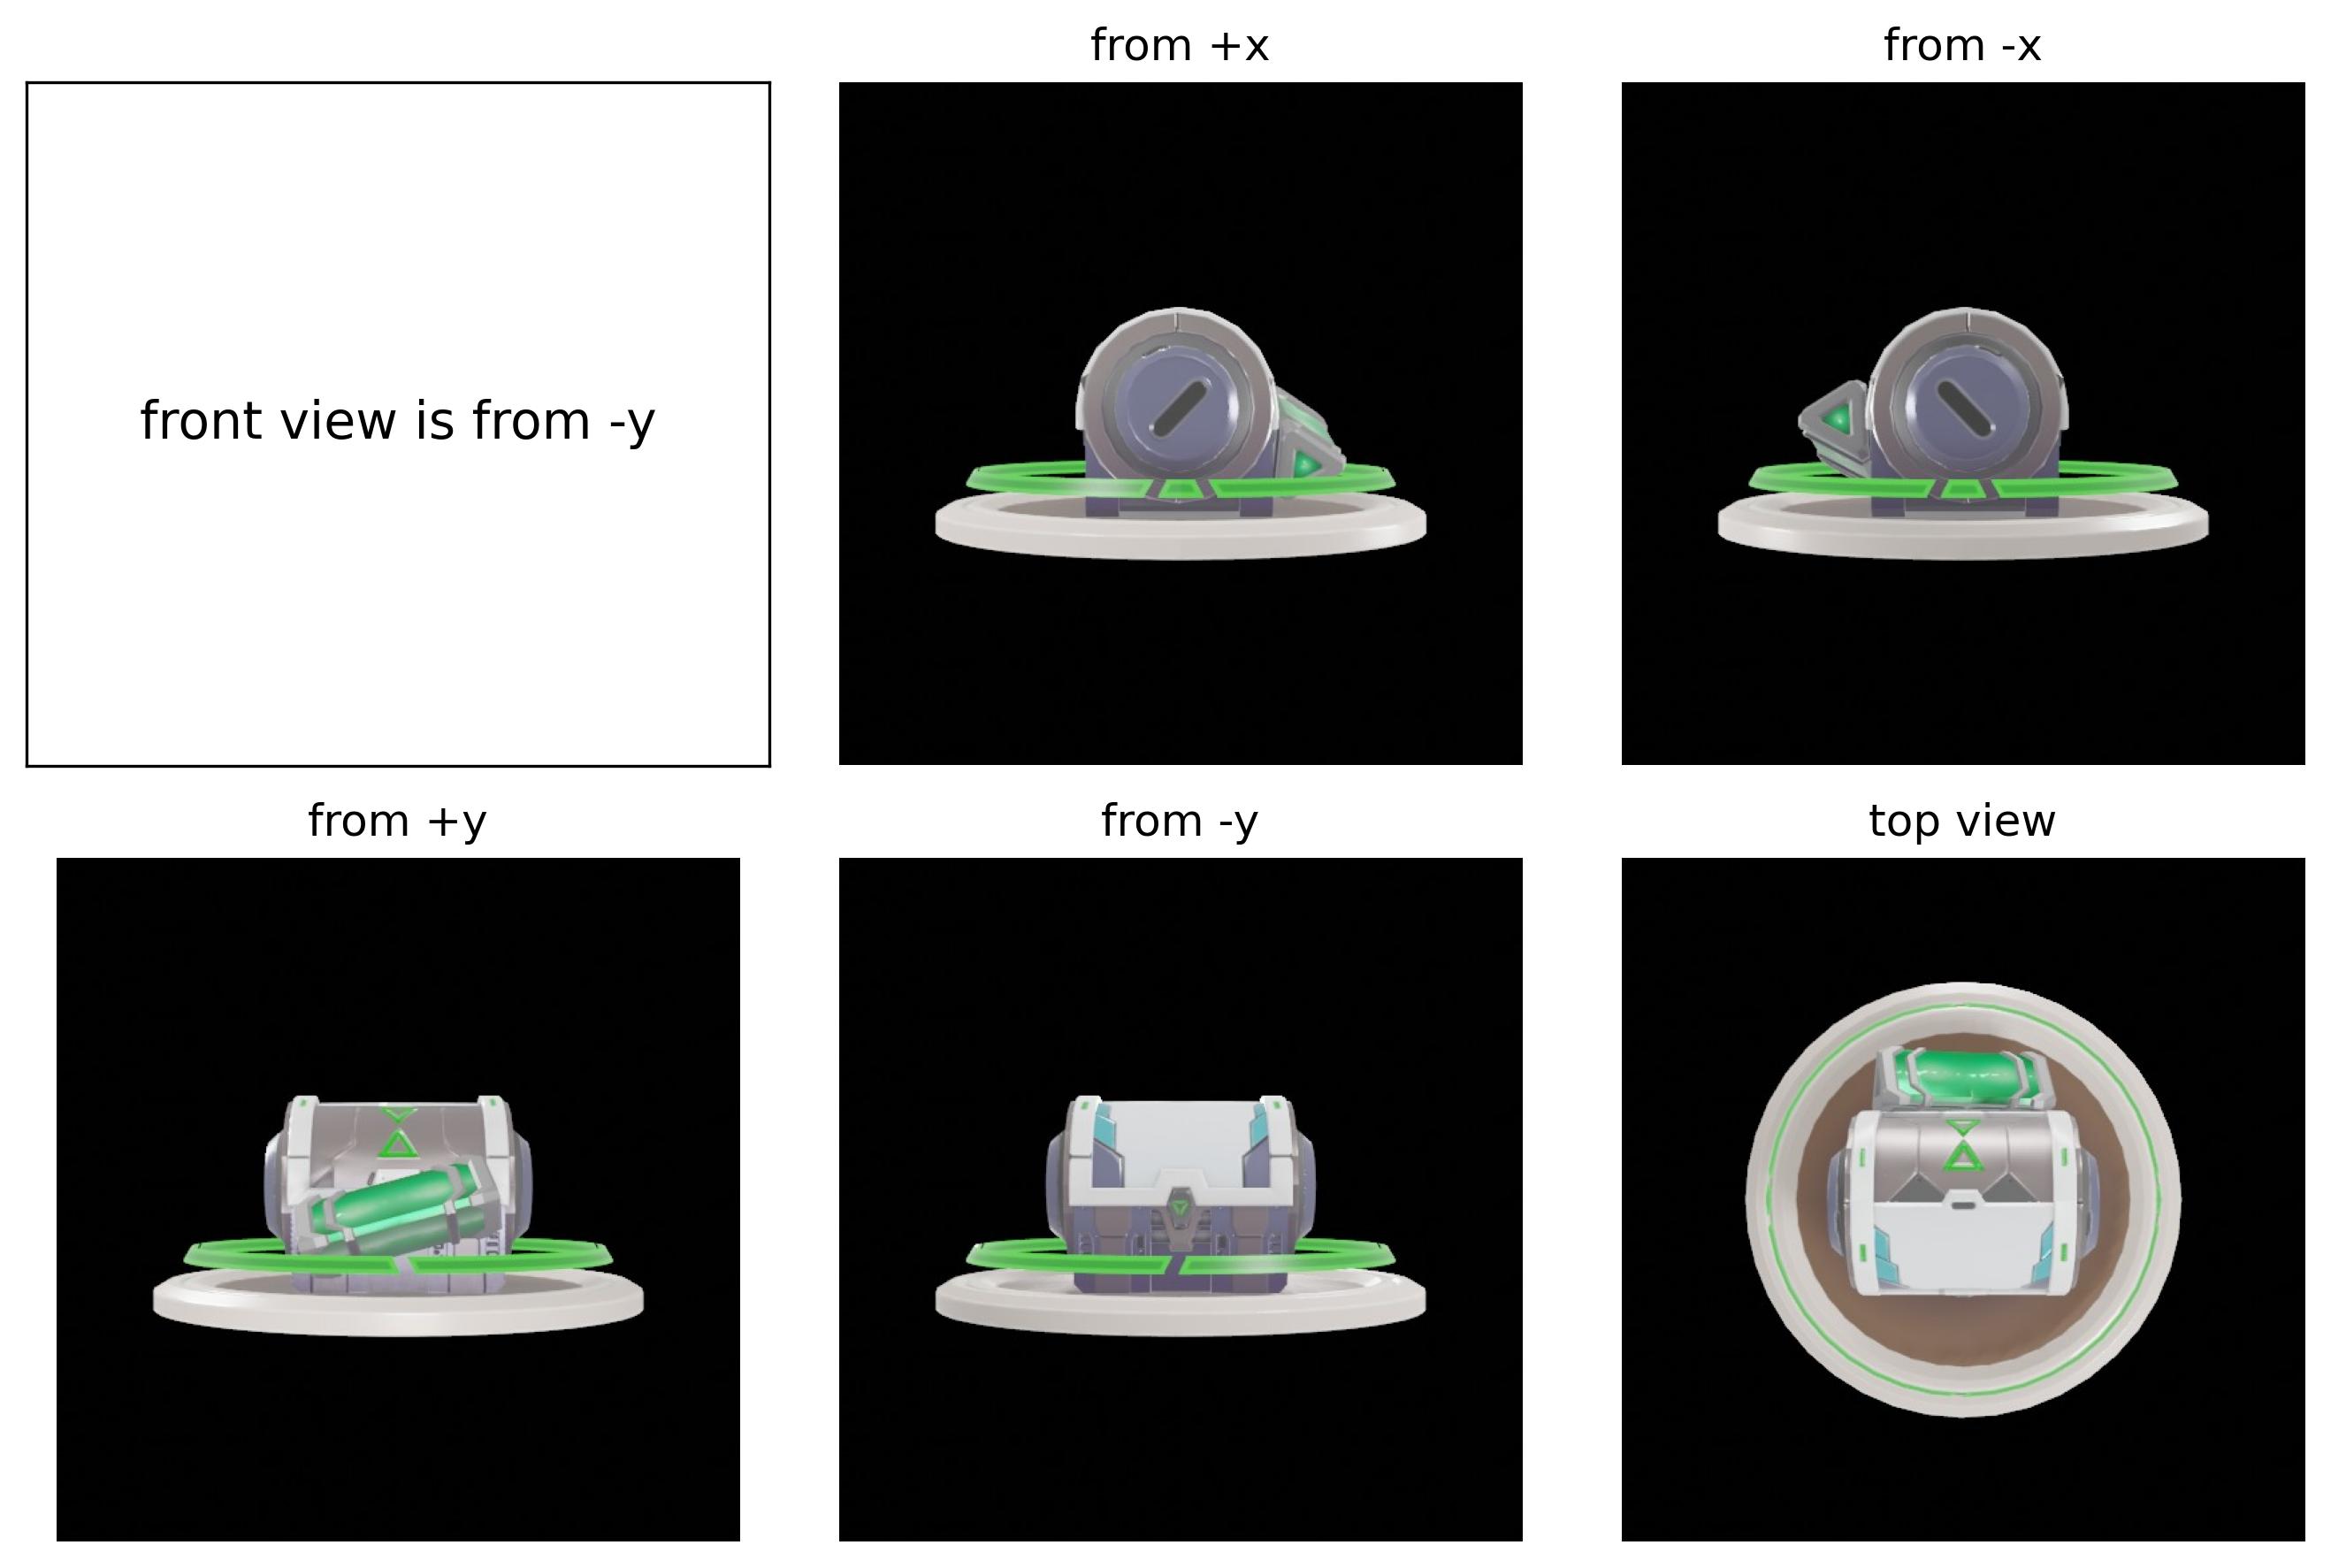 from +x
from -x
front view is from -y
from +y
from -y
top view